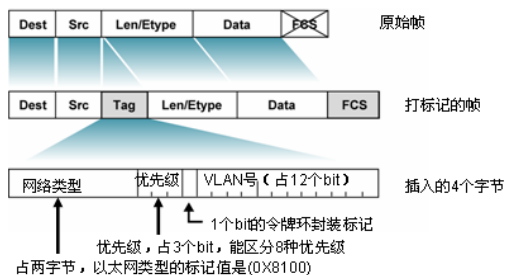 Dest Src Len/Etype Data FCS 原始帧
Dest Src Tag Len/Etype Data FCS 打标记的帧
网络类型 优先级 VLAN号(占12个bit) 插入的4个字节
1个bit的令牌环封装标记
优先级，占3个bit，能区分8种优先级
占两字节，以太网类型的标记值是(0X8100)